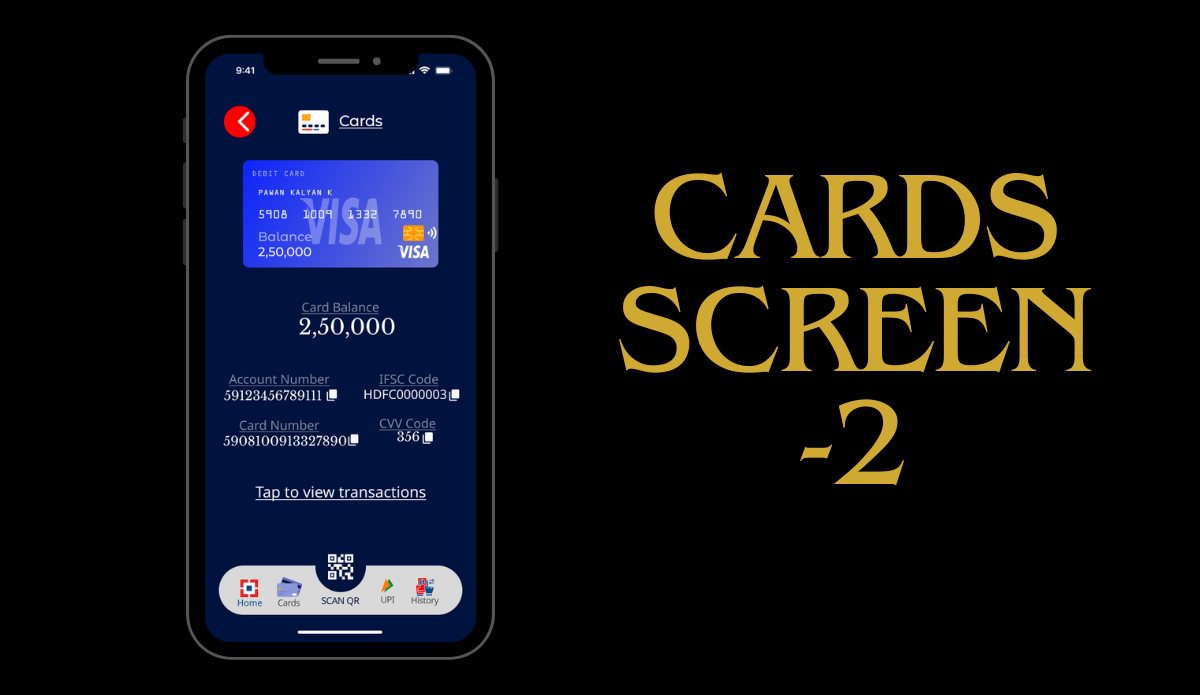 9:41
Cards
DEBIT CARD
PAWAN KALYAN K
5908 1009 1332 7890
VISA
Balance
2,50,000
VISA
Card Balance
2,50,000
Account Number
IFSC Code
59123456789111
HDFC0000003
Card Number
CVV Code
5908100913327890
356
Tap to view transactions
Home
Cards
SCAN QR
UPI
History
CARDS
SCREEN
-2